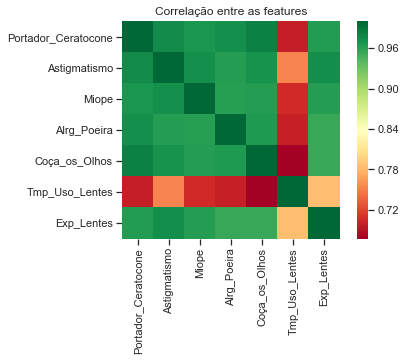 Correlação entre as features
Portador_Ceratocone
Astigmatismo
Miope
Alrg_Poeira
Coça_os_Olhos
Tmp_Uso_Lentes
Exp_Lentes
0.96
0.90
0.84
0.78
0.72
Portador_Ceratocone
Astigmatismo
Miope
Alrg_Poeira
Coça_os_Olhos
Tmp_Uso_Lentes
Exp_Lentes